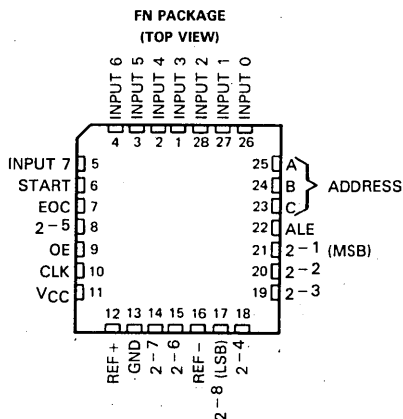 FN PACKAGE
(TOP VIEW)
INPUT 6
INPUT 5
INPUT 4
INPUT 3
INPUT 2
INPUT 1
INPUT 0
4 3 2 1 28 27 26
INPUT 7 5
START 6
EOC 7
2-5 8
OE 9
CLK 10
VCC 11
25 A
24 B
23 C
ADDRESS
22 ALE
21 2-1 (MSB)
20 2-2
19 2-3
12 13 14 15 16 17 18
REF+
GND
2-7
2-6
REF-
2-8 (LSB)
2-4